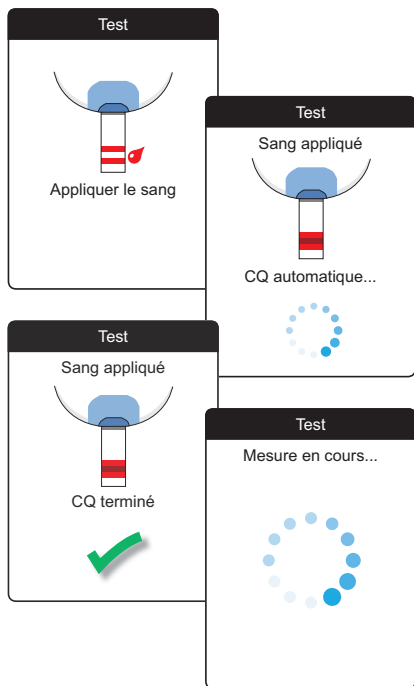 Test
Appliquer le sang
Test
Sang appliqué
CQ automatique...
Test
Sang appliqué
CQ terminé
Test
Mesure en cours...